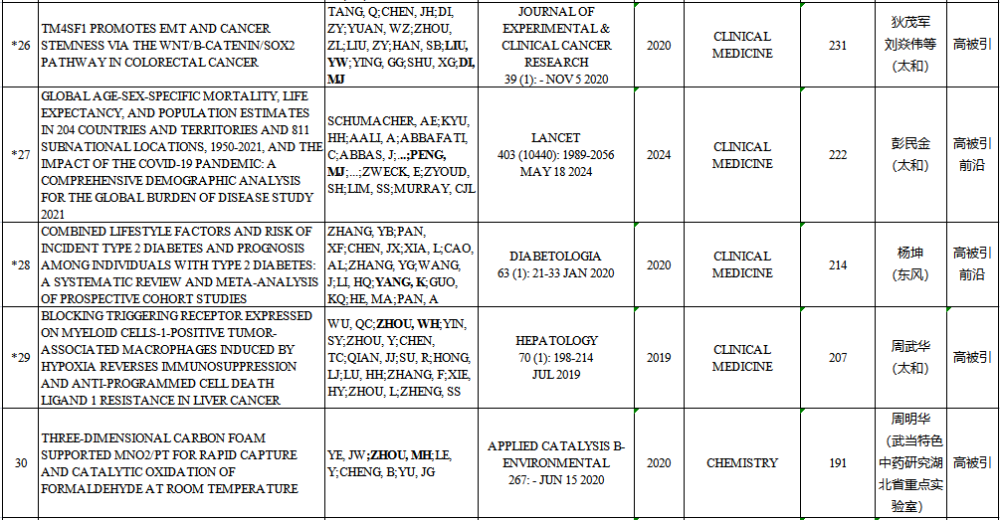 *26
TM4SF1 PROMOTES EMT AND CANCER
STEMNESS VIA THE WNT/B-CATENIN/SOX2
PATHWAY IN COLORECTAL CANCER
TANG, Q;CHEN, JH;DI,
ZY;YUAN, WZ;ZHOU,
ZL;LIU, ZY;HAN, SB;LIU,
YW;YING, GG;SHU, XG;DI,
MJ
JOURNAL OF
EXPERIMENTAL &
CLINICAL CANCER
RESEARCH
39 (1): - NOV 5 2020
2020
CLINICAL
MEDICINE
231
狄茂军
刘焱伟等
(太和)
高被引
*27
GLOBAL AGE-SEX-SPECIFIC MORTALITY, LIFE
EXPECTANCY, AND POPULATION ESTIMATES
IN 204 COUNTRIES AND TERRITORIES AND 811
SUBNATIONAL LOCATIONS, 1950-2021, AND THE
IMPACT OF THE COVID-19 PANDEMIC: A
COMPREHENSIVE DEMOGRAPHIC ANALYSIS
FOR THE GLOBAL BURDEN OF DISEASE STUDY
2021
SCHUMACHER, AE;KYU,
HH;AALI, A;ABBAFATI,
C;ABBAS, J;...;PENG,
MJ;...;ZWECK, E;ZYOUD,
SH;LIM, SS;MURRAY, CJL
LANCET
403 (10440): 1989-2056
MAY 18 2024
2024
CLINICAL
MEDICINE
222
彭民金
(太和)
高被引
前沿
*28
COMBINED LIFESTYLE FACTORS AND RISK OF
INCIDENT TYPE 2 DIABETES AND PROGNOSIS
AMONG INDIVIDUALS WITH TYPE 2 DIABETES:
A SYSTEMATIC REVIEW AND META-ANALYSIS
OF PROSPECTIVE COHORT STUDIES
ZHANG, YB;PAN,
XF;CHEN, JX;XIA, L;CAO,
AL;ZHANG, YG;WANG,
J;LI, HQ;YANG, K;GUO,
KQ;HE, MA;PAN, A
DIABETOLOGIA
63 (1): 21-33 JAN 2020
2020
CLINICAL
MEDICINE
214
杨坤
(东风)
高被引
前沿
*29
BLOCKING TRIGGERING RECEPTOR EXPRESSED
ON MYELOID CELLS-1-POSITIVE TUMOR-
ASSOCIATED MACROPHAGES INDUCED BY
HYPOXIA REVERSES IMMUNOSUPPRESSION
AND ANTI-PROGRAMMED CELL DEATH
LIGAND 1 RESISTANCE IN LIVER CANCER
WU, QC;ZHOU, WH;YIN,
SY;ZHOU, Y;CHEN,
TC;QIAN, JJ;SU, R;HONG,
LJ;LU, HH;ZHANG, F;XIE,
HY;ZHOU, L;ZHENG, SS
HEPATOLOGY
70 (1): 198-214
JUL 2019
2019
CLINICAL
MEDICINE
207
周武华
(太和)
高被引
30
THREE-DIMENSIONAL CARBON FOAM
SUPPORTED MNO2/PT FOR RAPID CAPTURE
AND CATALYTIC OXIDATION OF
FORMALDEHYDE AT ROOM TEMPERATURE
YE, JW;ZHOU, MH;LE,
Y;CHENG, B;YU, JG
APPLIED CATALYSIS B-
ENVIRONMENTAL
267: - JUN 15 2020
2020
CHEMISTRY
191
周明华
（武当特色
中药研究湖
北省重点实
验室）
高被引